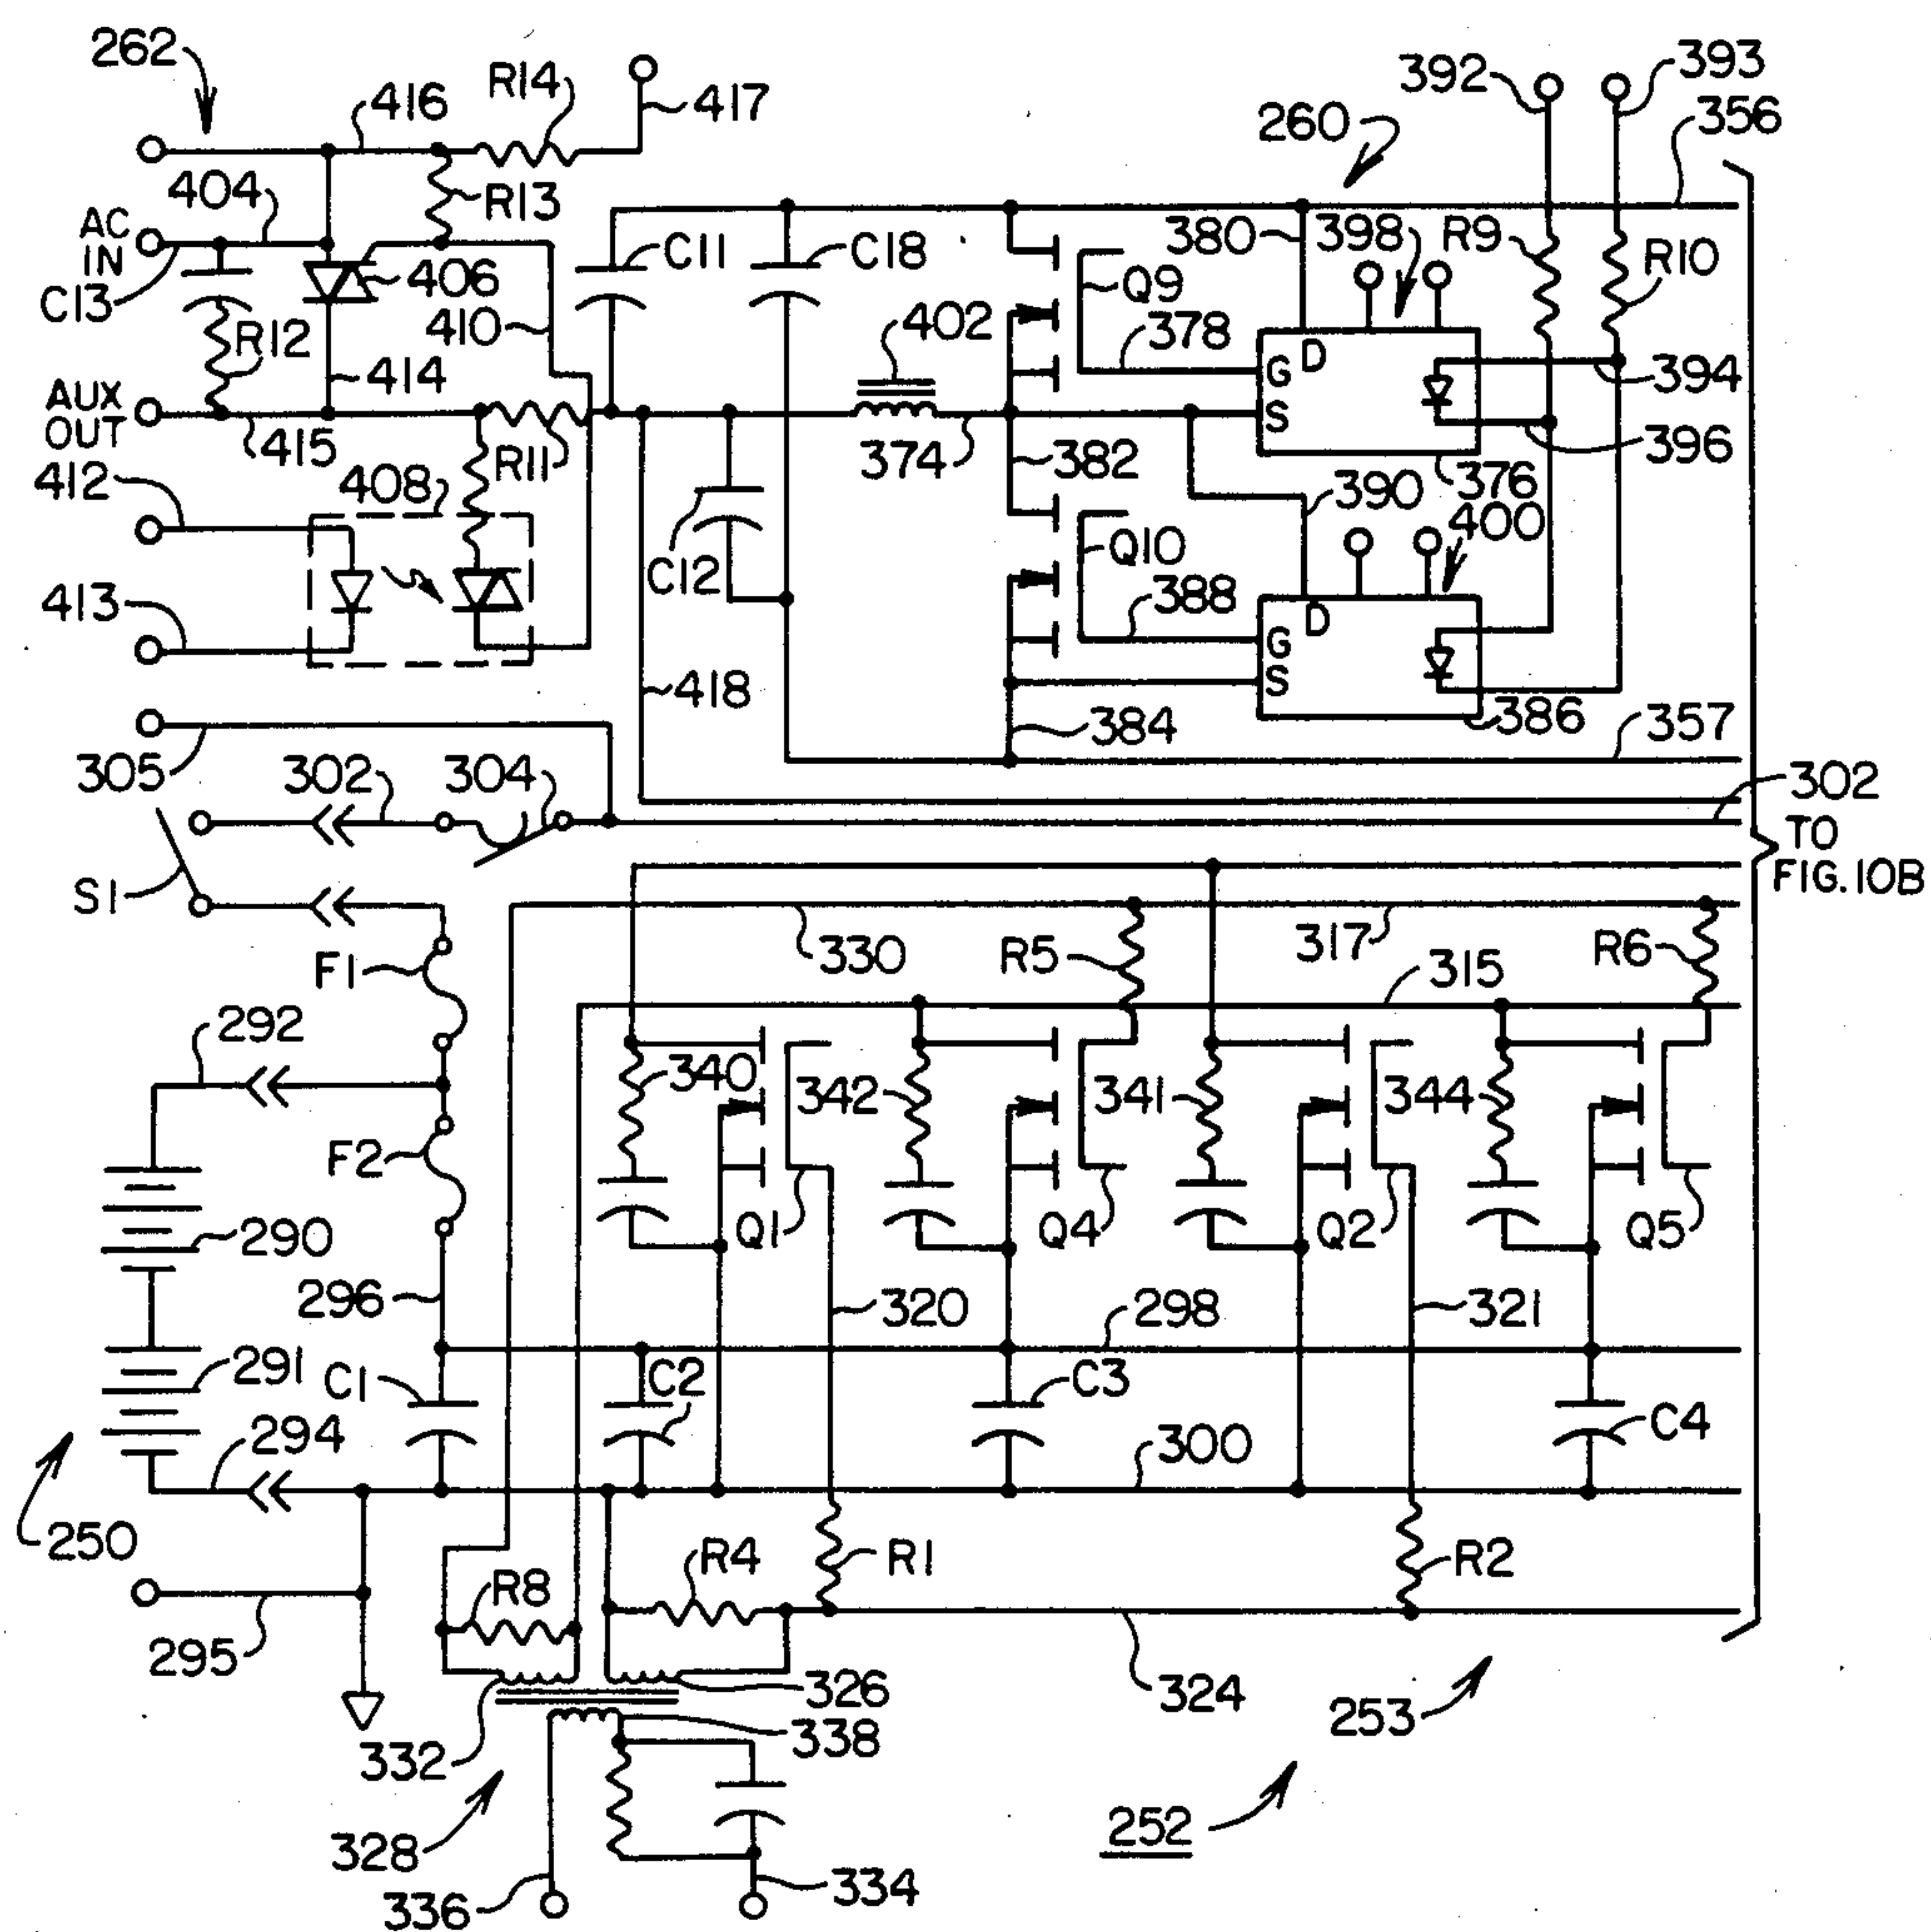 262
416
R14
417
392
393
260
356
404
R13
AC
IN
C13
406
C11
C18
380
398
R9
R10
Q9
410
402
378
D
G
S
R12
414
394
AUX
OUT
415
R11
374
382
396
376
412
408
390
400
C12
Q10
388
D
G
S
413
418
386
384
357
305
302
304
302
TO
FIG. 10B
S1
330
R5
317
R6
F1
315
292
340
342
341
344
F2
290
Q1
Q4
Q2
Q5
296
320
298
321
291
C1
C2
C3
C4
294
300
250
R8
R4
R1
R2
295
326
324
253
338
332
328
252
334
336